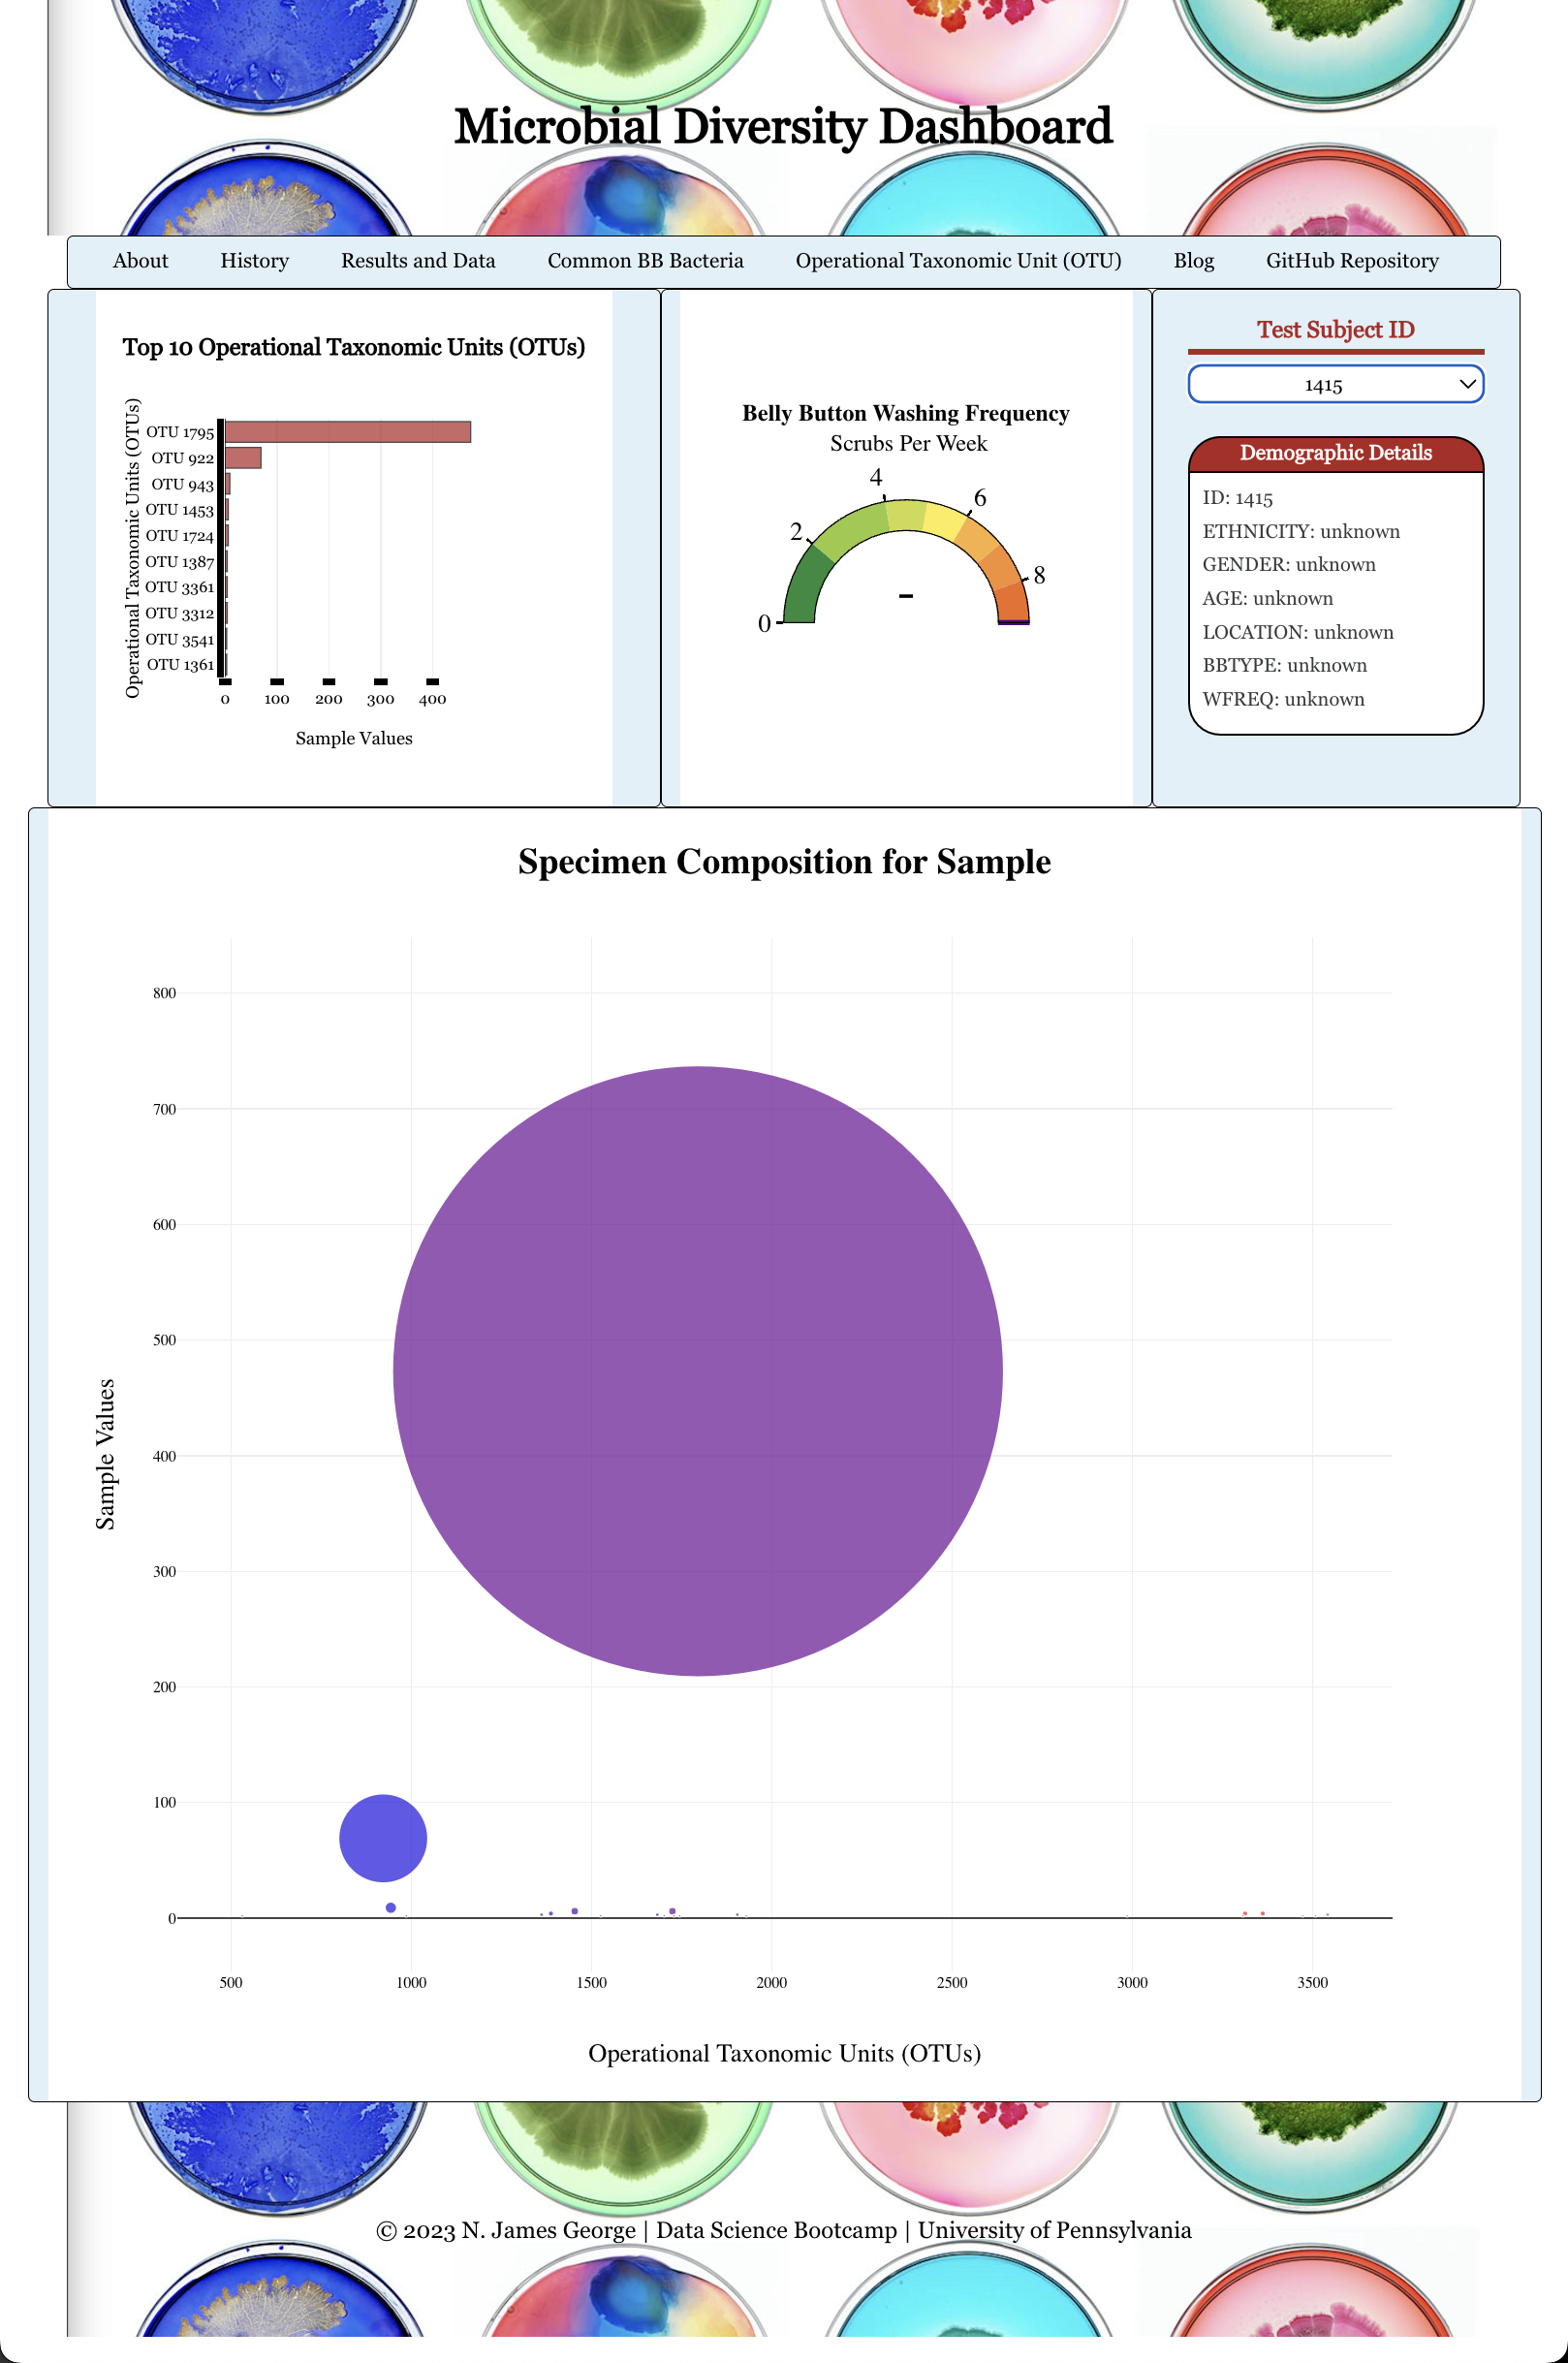 Microbial Diversity Dashboard
About History Results and Data Common BB Bacteria Operational Taxonomic Unit (OTU) Blog GitHub Repository
Top 10 Operational Taxonomic Units (OTUs)
Operational Taxonomic Units (OTUs)
OTU 1795
OTU 922
OTU 943
OTU 1453
OTU 1724
OTU 1387
OTU 3361
OTU 3312
OTU 3541
OTU 1361
0 100 200 300 400
Sample Values
Belly Button Washing Frequency
Scrubs Per Week
0 2 4 6 8
–
Test Subject ID
1415
Demographic Details
ID: 1415
ETHNICITY: unknown
GENDER: unknown
AGE: unknown
LOCATION: unknown
BBTYPE: unknown
WFREQ: unknown
Specimen Composition for Sample
Sample Values
800
700
600
500
400
300
200
100
0
500 1000 1500 2000 2500 3000 3500
Operational Taxonomic Units (OTUs)
© 2023 N. James George | Data Science Bootcamp | University of Pennsylvania